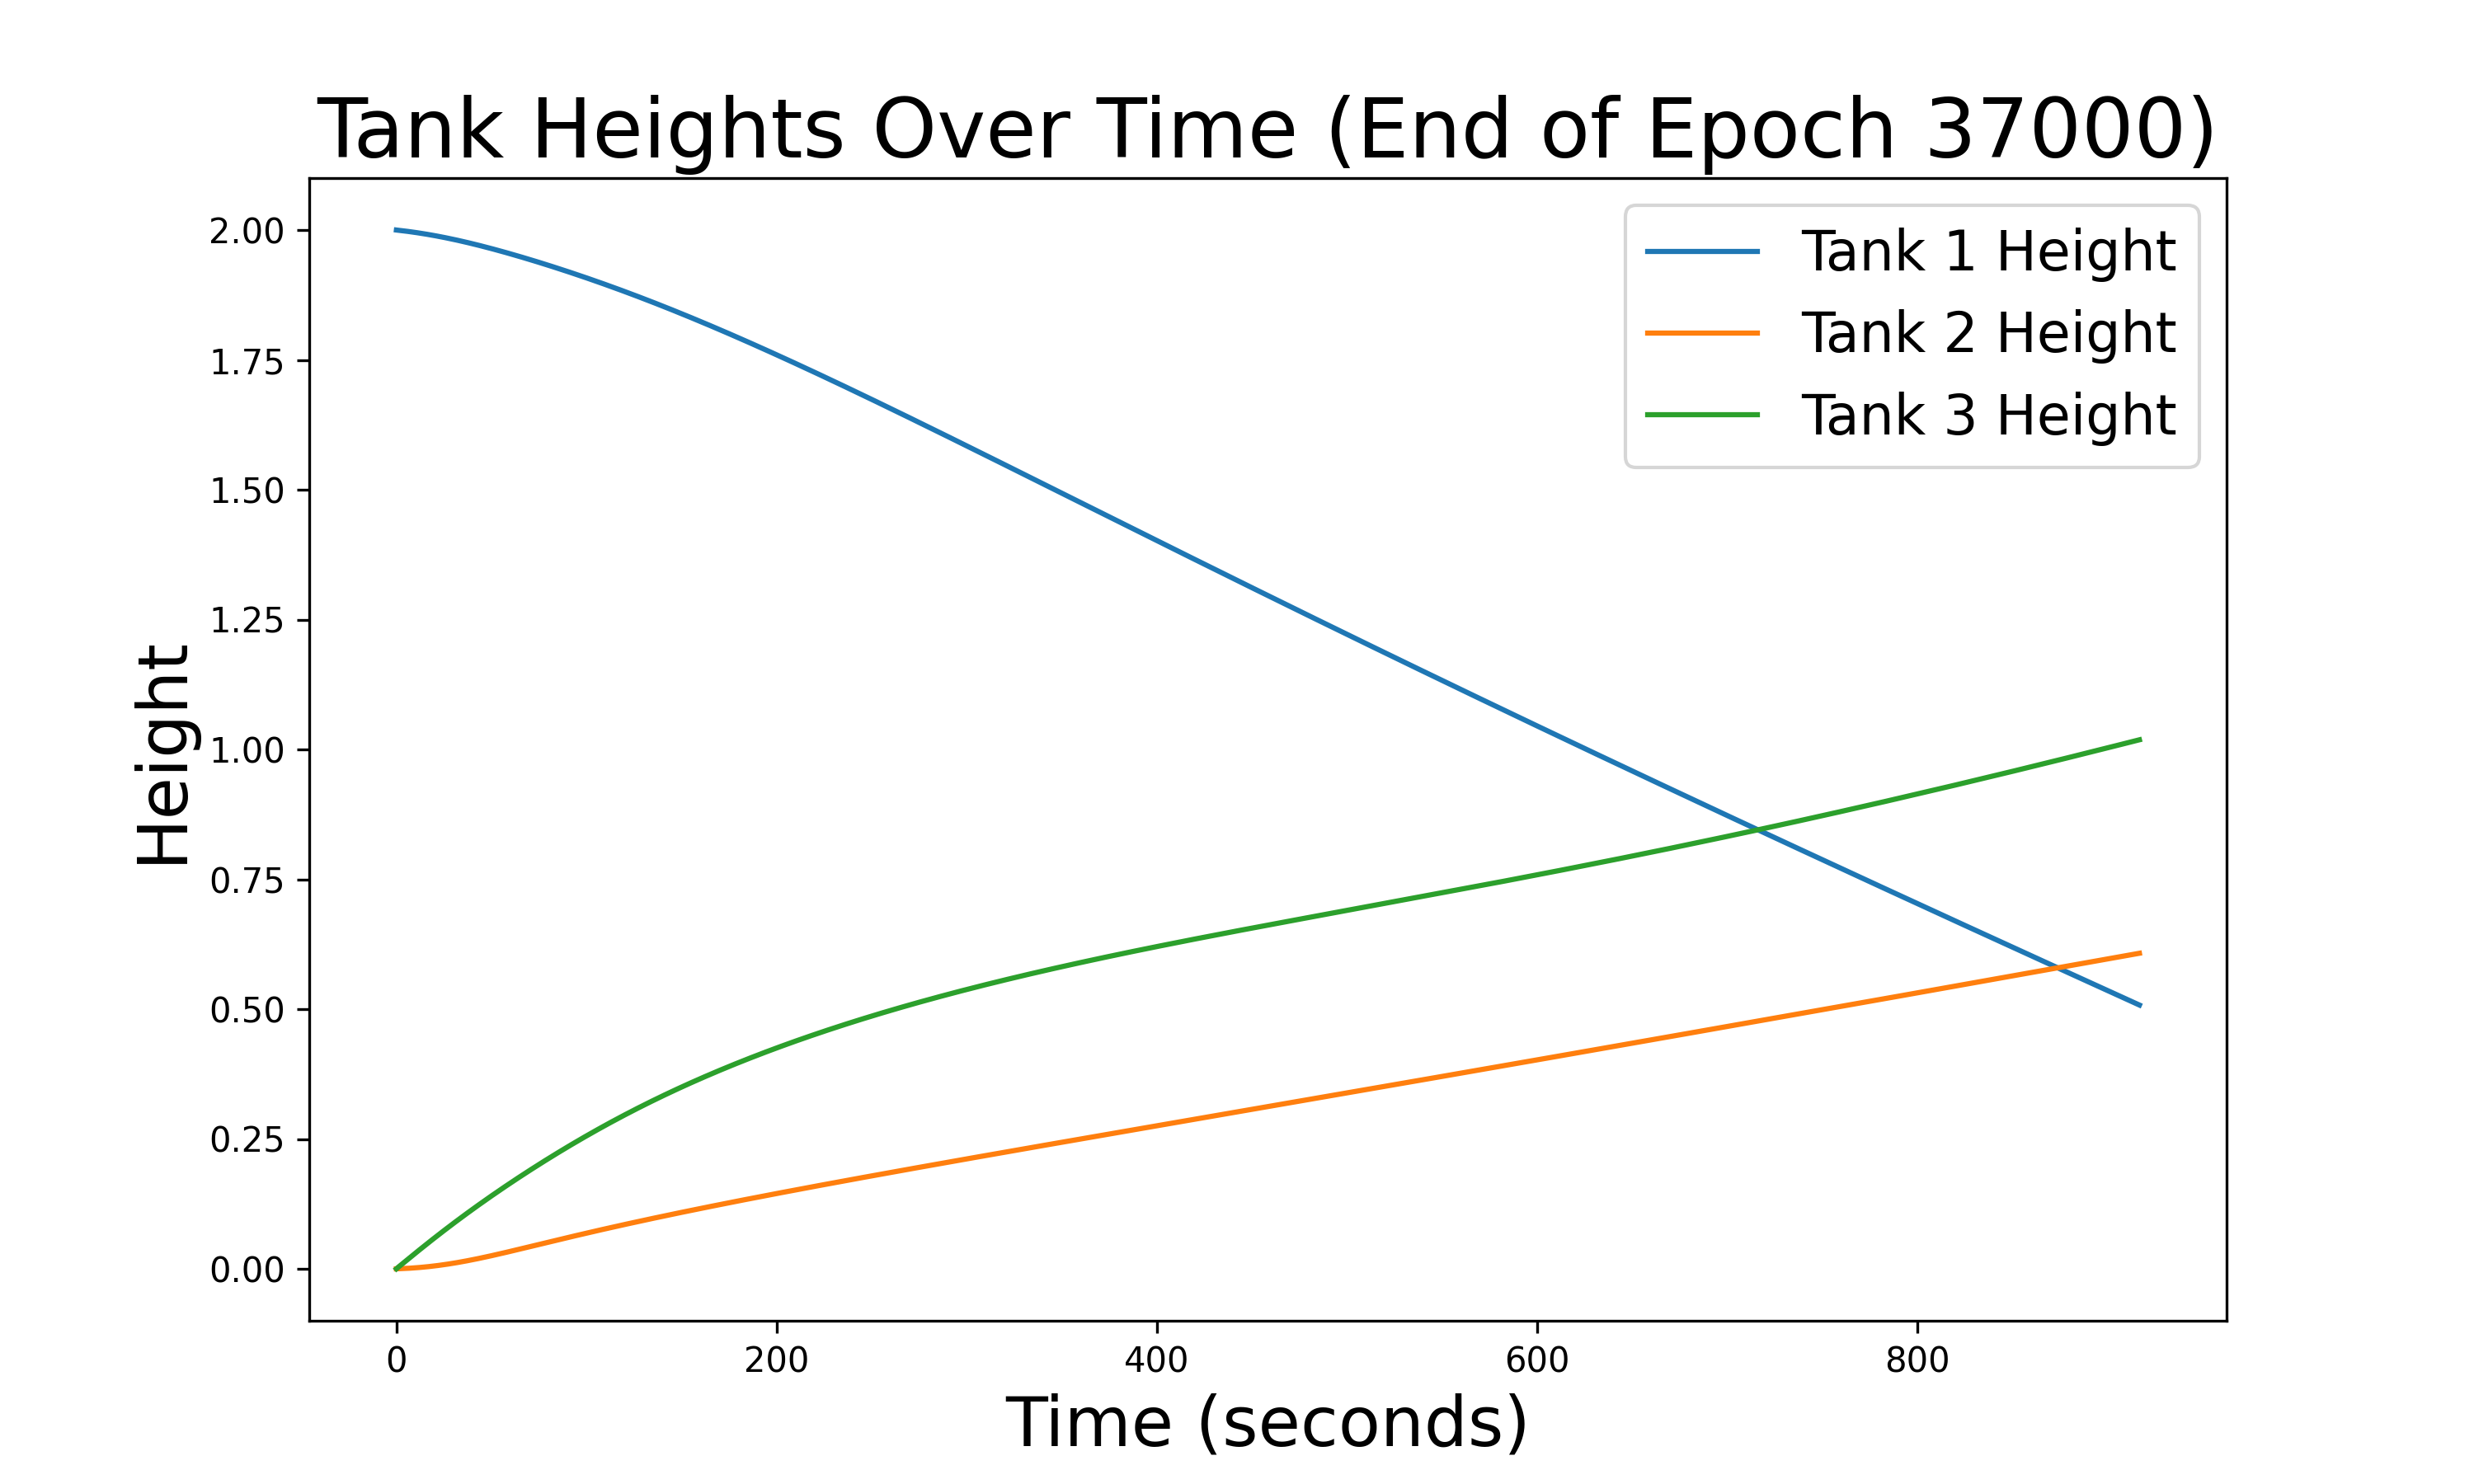 Tank Heights Over Time (End of Epoch 37000)
Tank 1 Height
Tank 2 Height
Tank 3 Height
Height
2.00
1.75
1.50
1.25
1.00
0.75
0.50
0.25
0.00
0 200 400 600 800
Time (seconds)